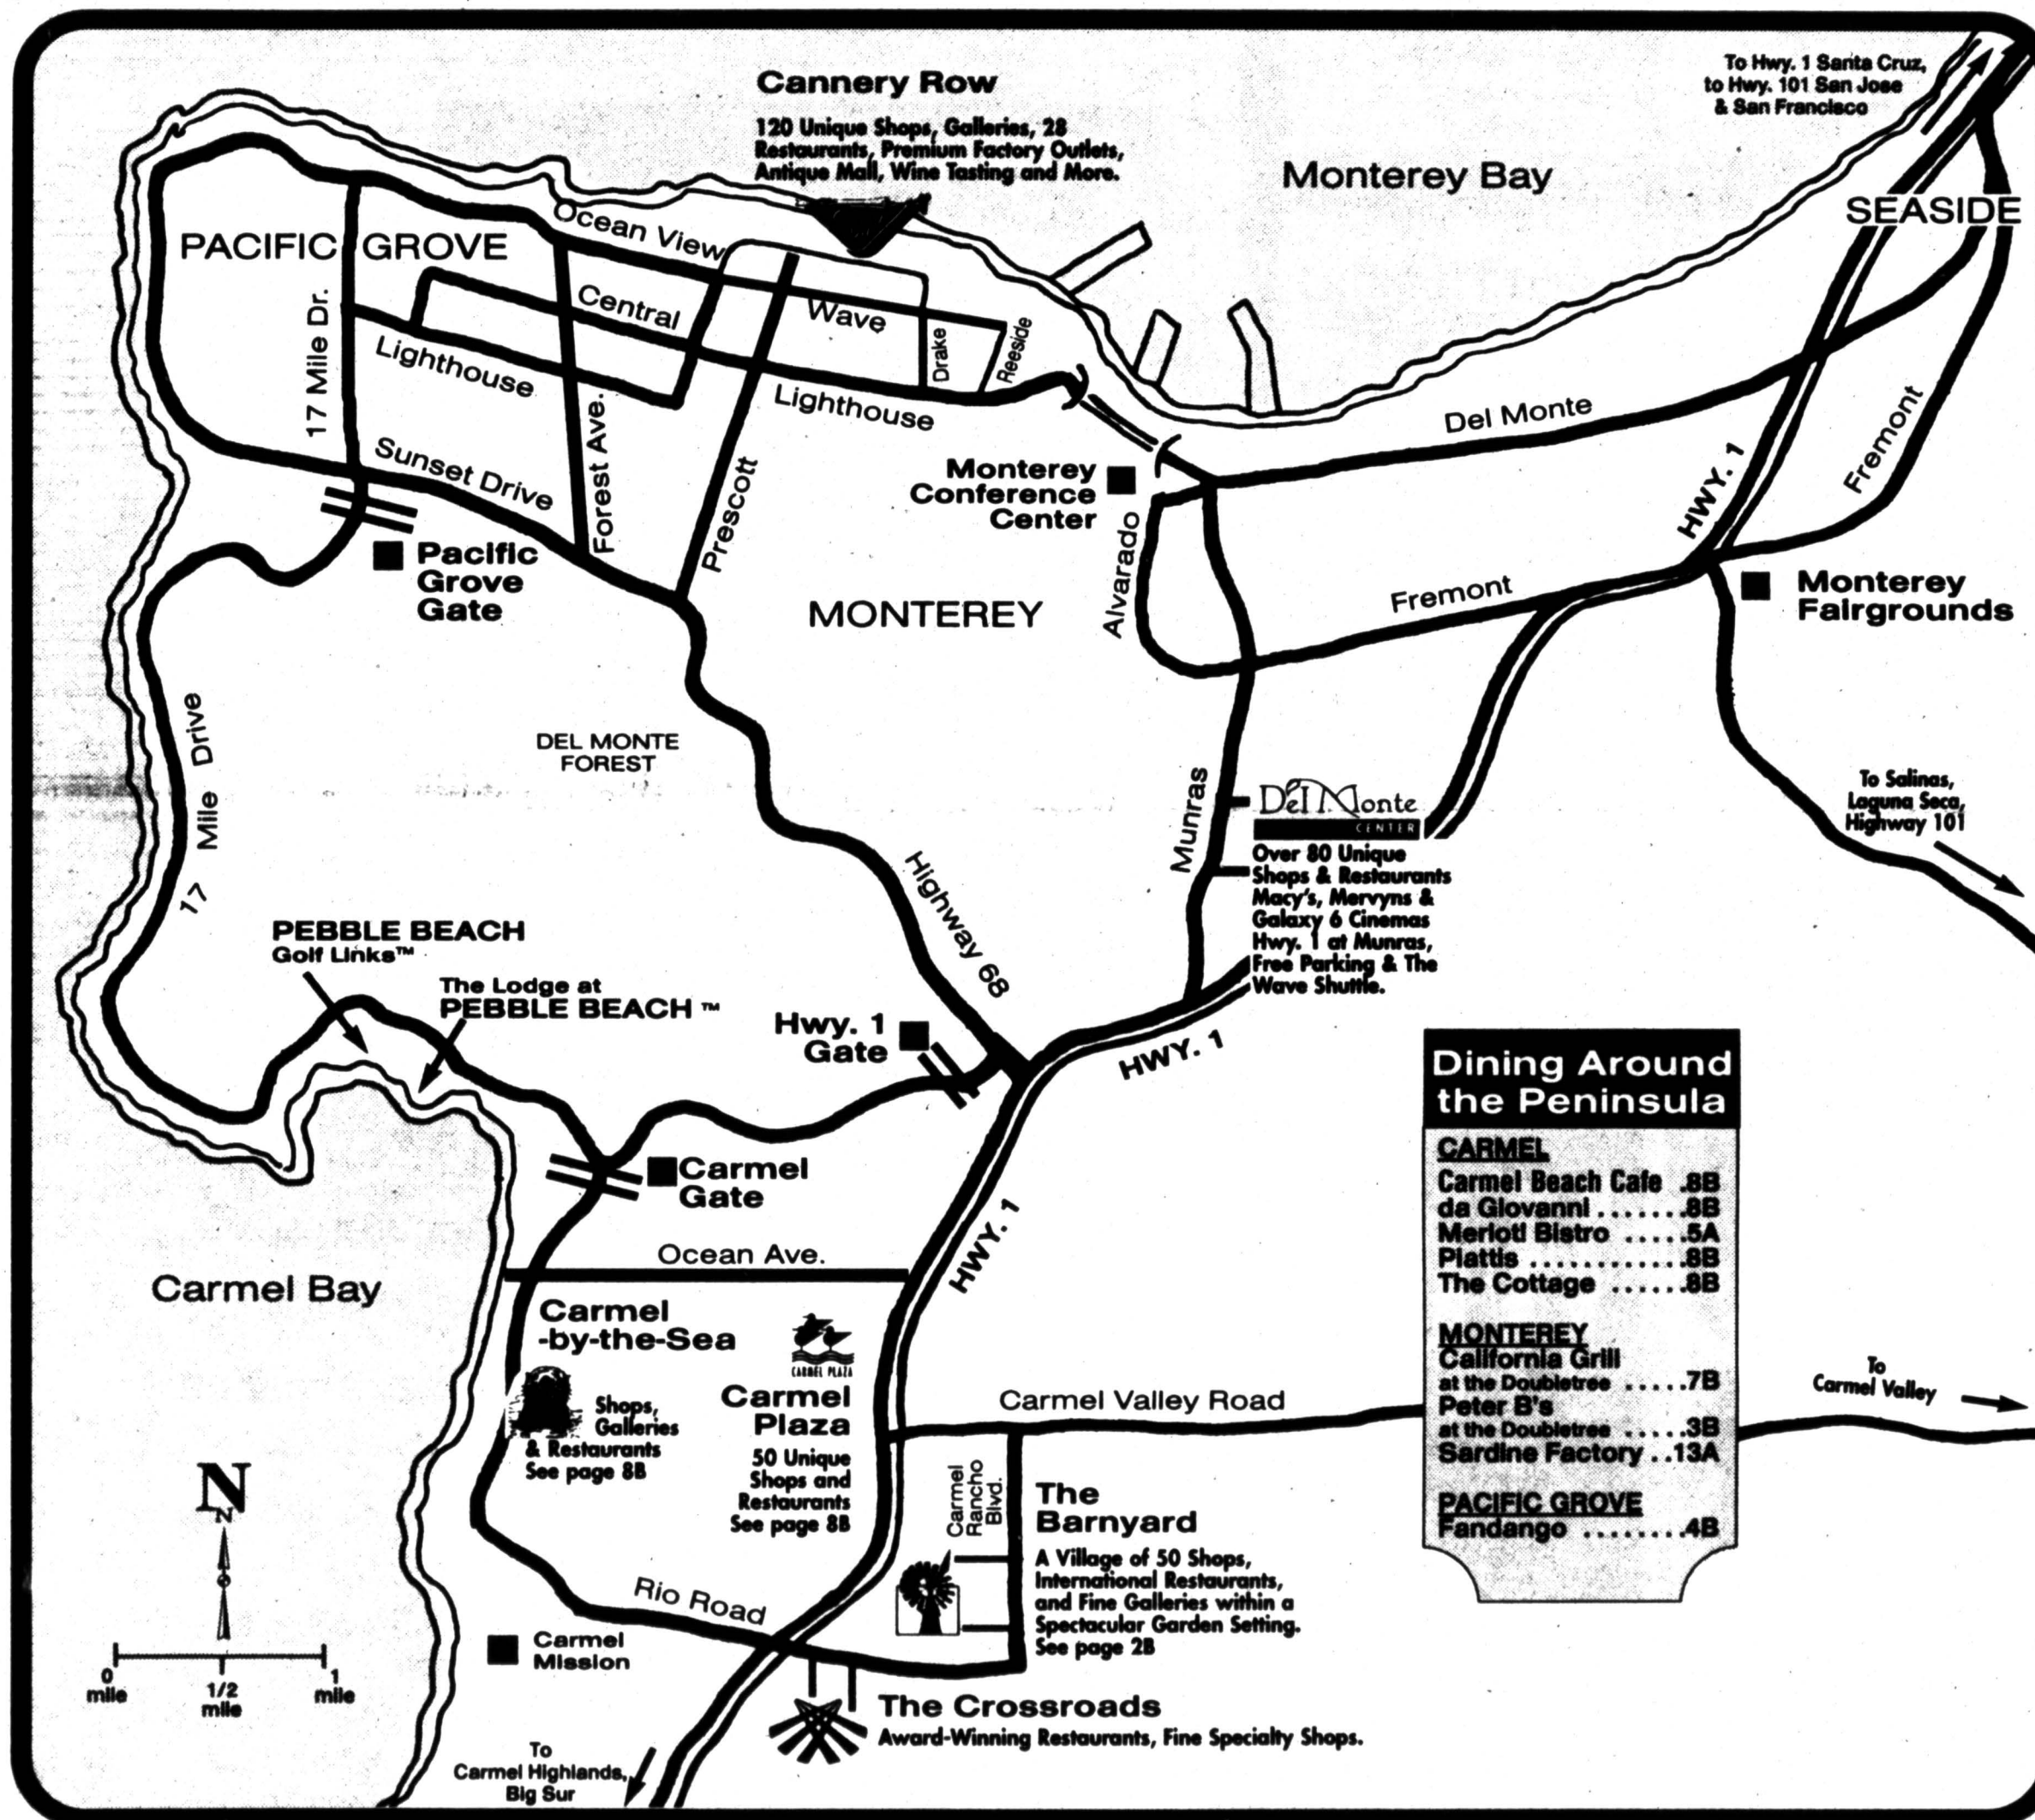 To Hwy. 1 Santa Cruz,
to Hwy. 101 San Jose
& San Francisco
Cannery Row
120 Unique Shops, Galleries, 28
Restaurants, Premium Factory Outlets,
Antique Mall, Wine Tasting and More.
Monterey Bay
SEASIDE
PACIFIC GROVE
Ocean View
Central
Wave
Drake
Reeside
17 Mile Dr.
Lighthouse
Lighthouse
Del Monte
Fremont
HWY. 1
Sunset Drive
Forest Ave.
Prescott
Monterey
Conference
Center
Alvarado
Pacific
Grove
Gate
MONTEREY
Fremont
Monterey
Fairgrounds
17 Mile Drive
DEL MONTE
FOREST
Munras
Del Monte
CENTER
Over 80 Unique
Shops & Restaurants
Macy's, Mervyns &
Galaxy 6 Cinemas
Hwy. 1 at Munras,
Free Parking & The
Wave Shuttle.
To Salinas,
Laguna Seca,
Highway 101
Highway 68
PEBBLE BEACH
Golf Links™
The Lodge at
PEBBLE BEACH ™
Hwy. 1
Gate
HWY. 1
Carmel
Gate
HWY. 1
Ocean Ave.
Carmel Bay
Carmel
-by-the-Sea
Shops,
Galleries
& Restaurants
See page 8B
CARMEL PLAZA
Carmel
Plaza
50 Unique
Shops and
Restaurants
See page 8B
Carmel Valley Road
To
Carmel Valley
Carmel
Rancho
Blvd.
The
Barnyard
A Village of 50 Shops,
International Restaurants,
and Fine Galleries within a
Spectacular Garden Setting.
See page 2B
Dining Around
the Peninsula
CARMEL
Carmel Beach Cafe .8B
da Giovanni .......8B
Merlotl Bistro .....5A
Piattis ............8B
The Cottage ......8B
MONTEREY
California Grill
at the Doubletree .....7B
Peter B's
at the Doubletree .....3B
Sardine Factory ..13A
PACIFIC GROVE
Fandango ........4B
N
N
0
mile
1/2
mile
1
mile
Rio Road
Carmel
Mission
The Crossroads
Award-Winning Restaurants, Fine Specialty Shops.
To
Carmel Highlands,
Big Sur